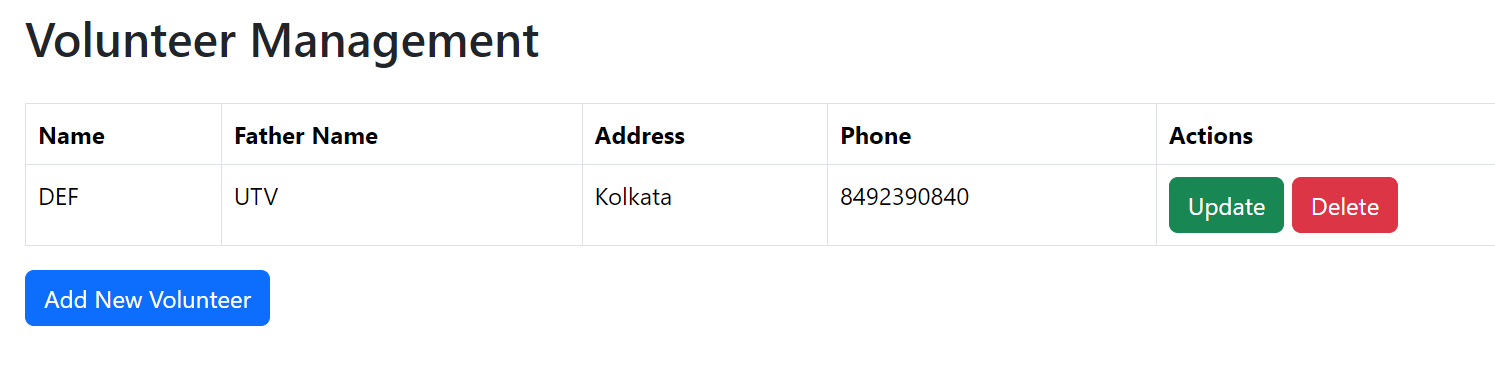 Volunteer Management
Name Father Name Address Phone Actions
DEF UTV Kolkata 8492390840 Update Delete
Add New Volunteer